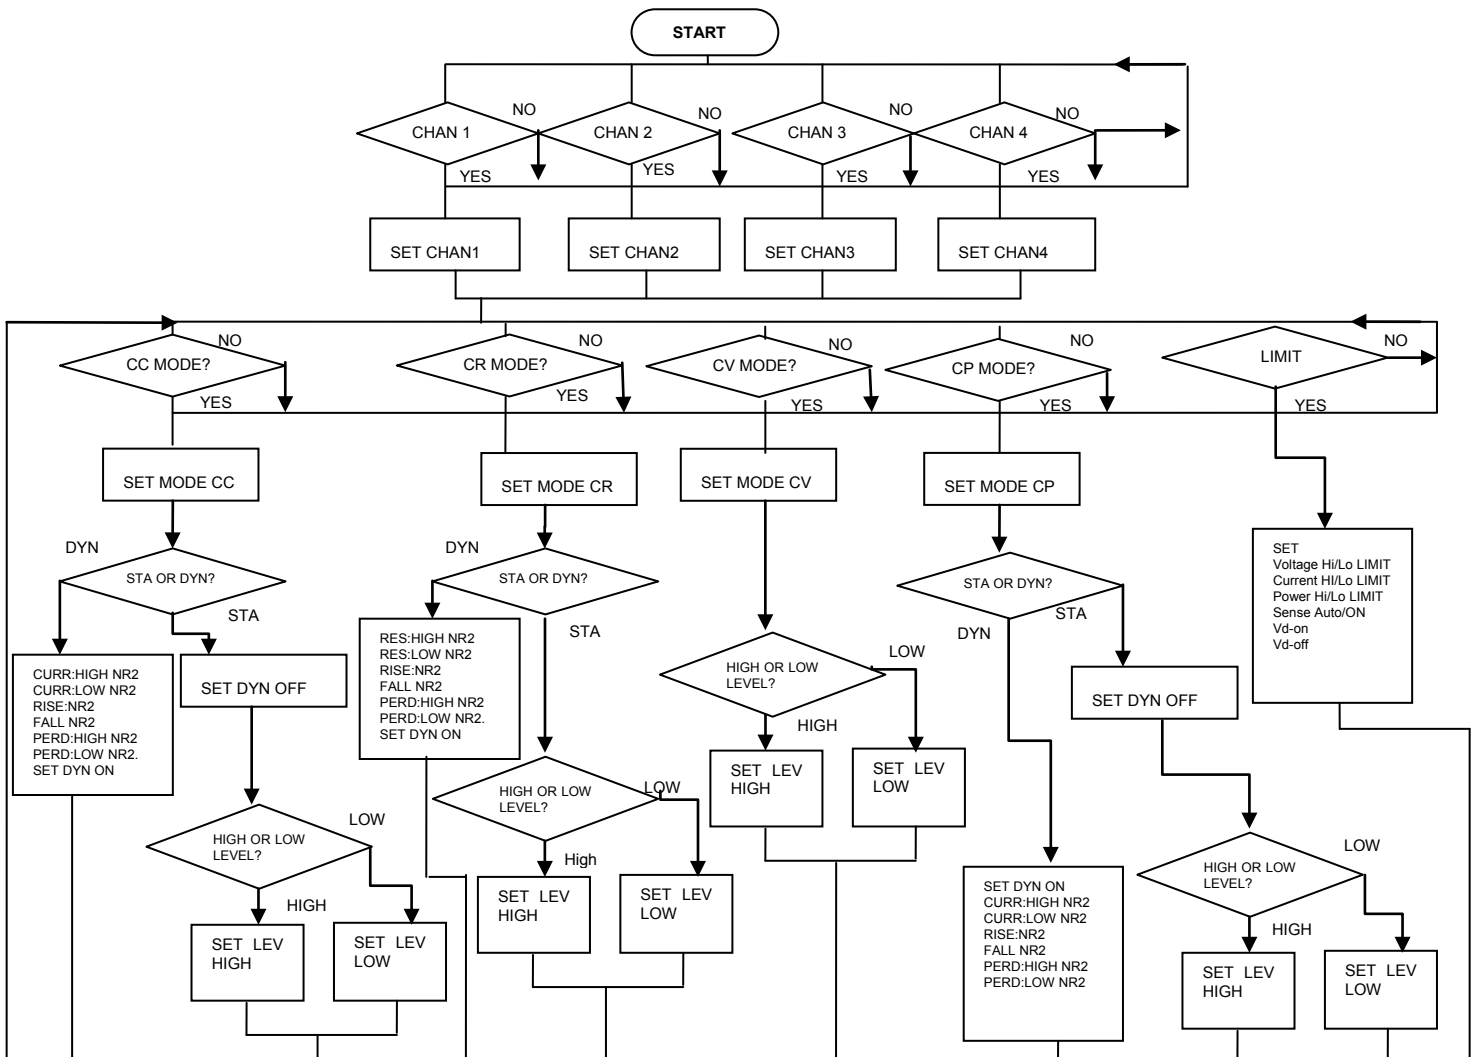 START
NO
NO
NO
NO
CHAN 1
CHAN 2
CHAN 3
CHAN 4
YES
YES
YES
YES
SET CHAN1
SET CHAN2
SET CHAN3
SET CHAN4
NO
NO
NO
NO
NO
CC MODE?
CR MODE?
CV MODE?
CP MODE?
LIMIT
YES
YES
YES
YES
YES
SET MODE CC
SET MODE CR
SET MODE CV
SET MODE CP
DYN
STA OR DYN?
STA
DYN
STA OR DYN?
STA
STA OR DYN?
STA
DYN
SET
Voltage Hi/Lo LIMIT
Current HI/Lo LIMIT
Power Hi/Lo LIMIT
Sense Auto/ON
Vd-on
Vd-off
CURR:HIGH NR2
CURR:LOW NR2
RISE:NR2
FALL NR2
PERD:HIGH NR2
PERD:LOW NR2.
SET DYN ON
SET DYN OFF
RES:HIGH NR2
RES:LOW NR2
RISE:NR2
FALL NR2
PERD:HIGH NR2
PERD:LOW NR2.
SET DYN ON
HIGH OR LOW
LEVEL?
LOW
HIGH
SET DYN OFF
SET LEV
HIGH
SET LEV
LOW
HIGH OR LOW
LEVEL?
LOW
High
HIGH OR LOW
LEVEL?
LOW
HIGH
SET LEV
HIGH
SET LEV
LOW
SET LEV
HIGH
SET LEV
LOW
SET DYN ON
CURR:HIGH NR2
CURR:LOW NR2
RISE:NR2
FALL NR2
PERD:HIGH NR2
PERD:LOW NR2
HIGH OR LOW
LEVEL?
LOW
HIGH
SET LEV
HIGH
SET LEV
LOW